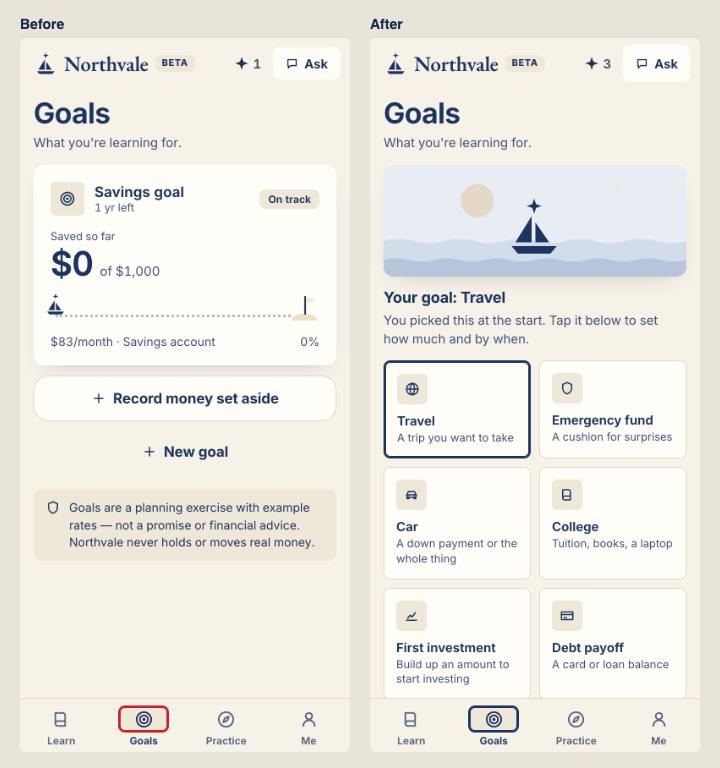 Before
Northvale BETA 1 Ask
Goals
What you're learning for.
Savings goal
1 yr left
On track
Saved so far
$0 of $1,000
$83/month · Savings account 0%
+ Record money set aside
+ New goal
Goals are a planning exercise with example
rates — not a promise or financial advice.
Northvale never holds or moves real money.
Learn Goals Practice Me
After
Northvale BETA 3 Ask
Goals
What you're learning for.
Your goal: Travel
You picked this at the start. Tap it below to set
how much and by when.
Travel
A trip you want to take
Emergency fund
A cushion for surprises
Car
A down payment or the
whole thing
College
Tuition, books, a laptop
First investment
Build up an amount to
start investing
Debt payoff
A card or loan balance
Learn Goals Practice Me